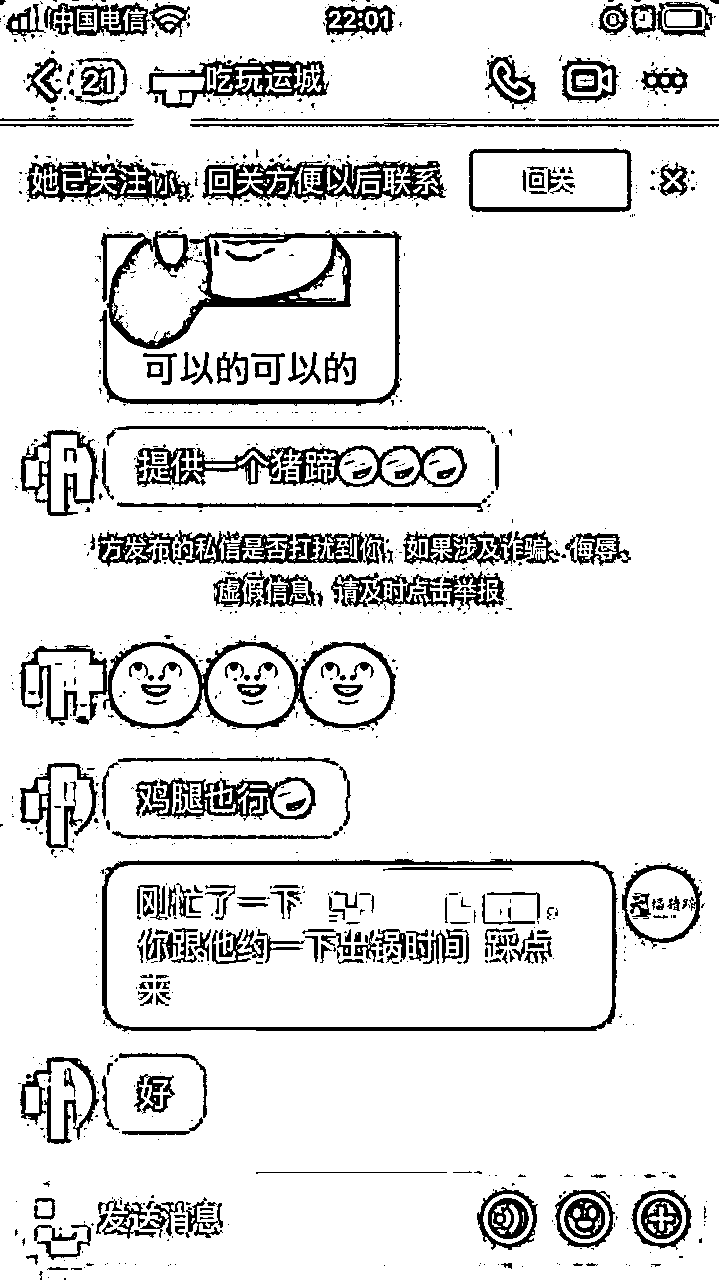 中国电信
22:01
21
吃玩运城
她已关注你，回关方便以后联系
回关
可以的可以的
提供一个猪蹄
方发布的私信是否打扰到你，如果涉及诈骗、侮辱、
虚假信息，请及时点击举报
鸡腿也行
刚忙了一下
你跟他约一下出锅时间 踩点
来
好
发送消息